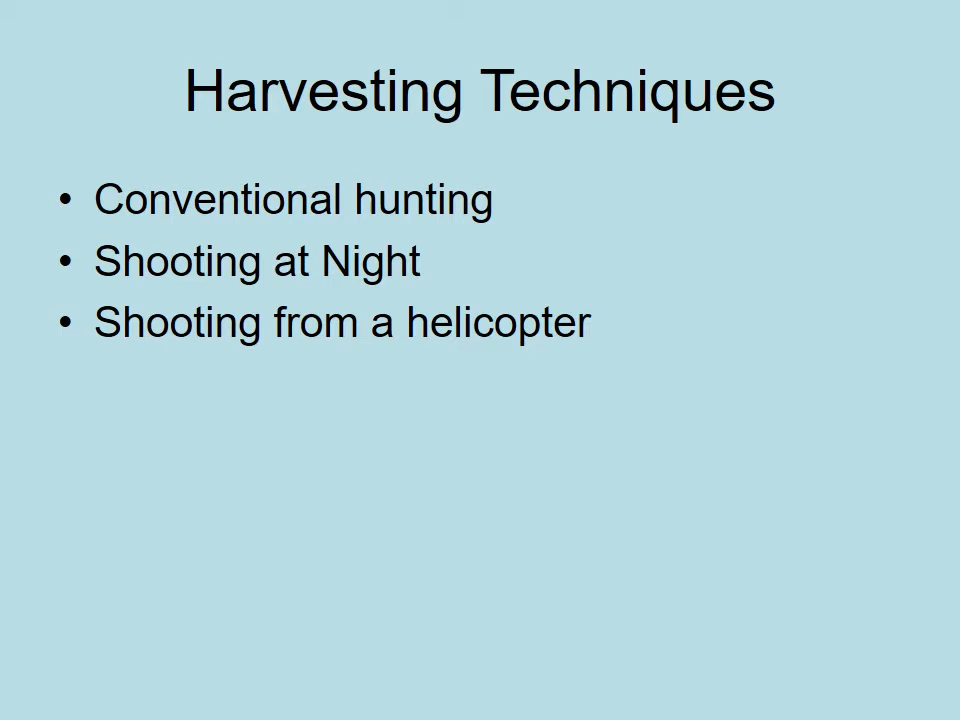 Harvesting Techniques
• Conventional hunting
• Shooting at Night
• Shooting from a helicopter